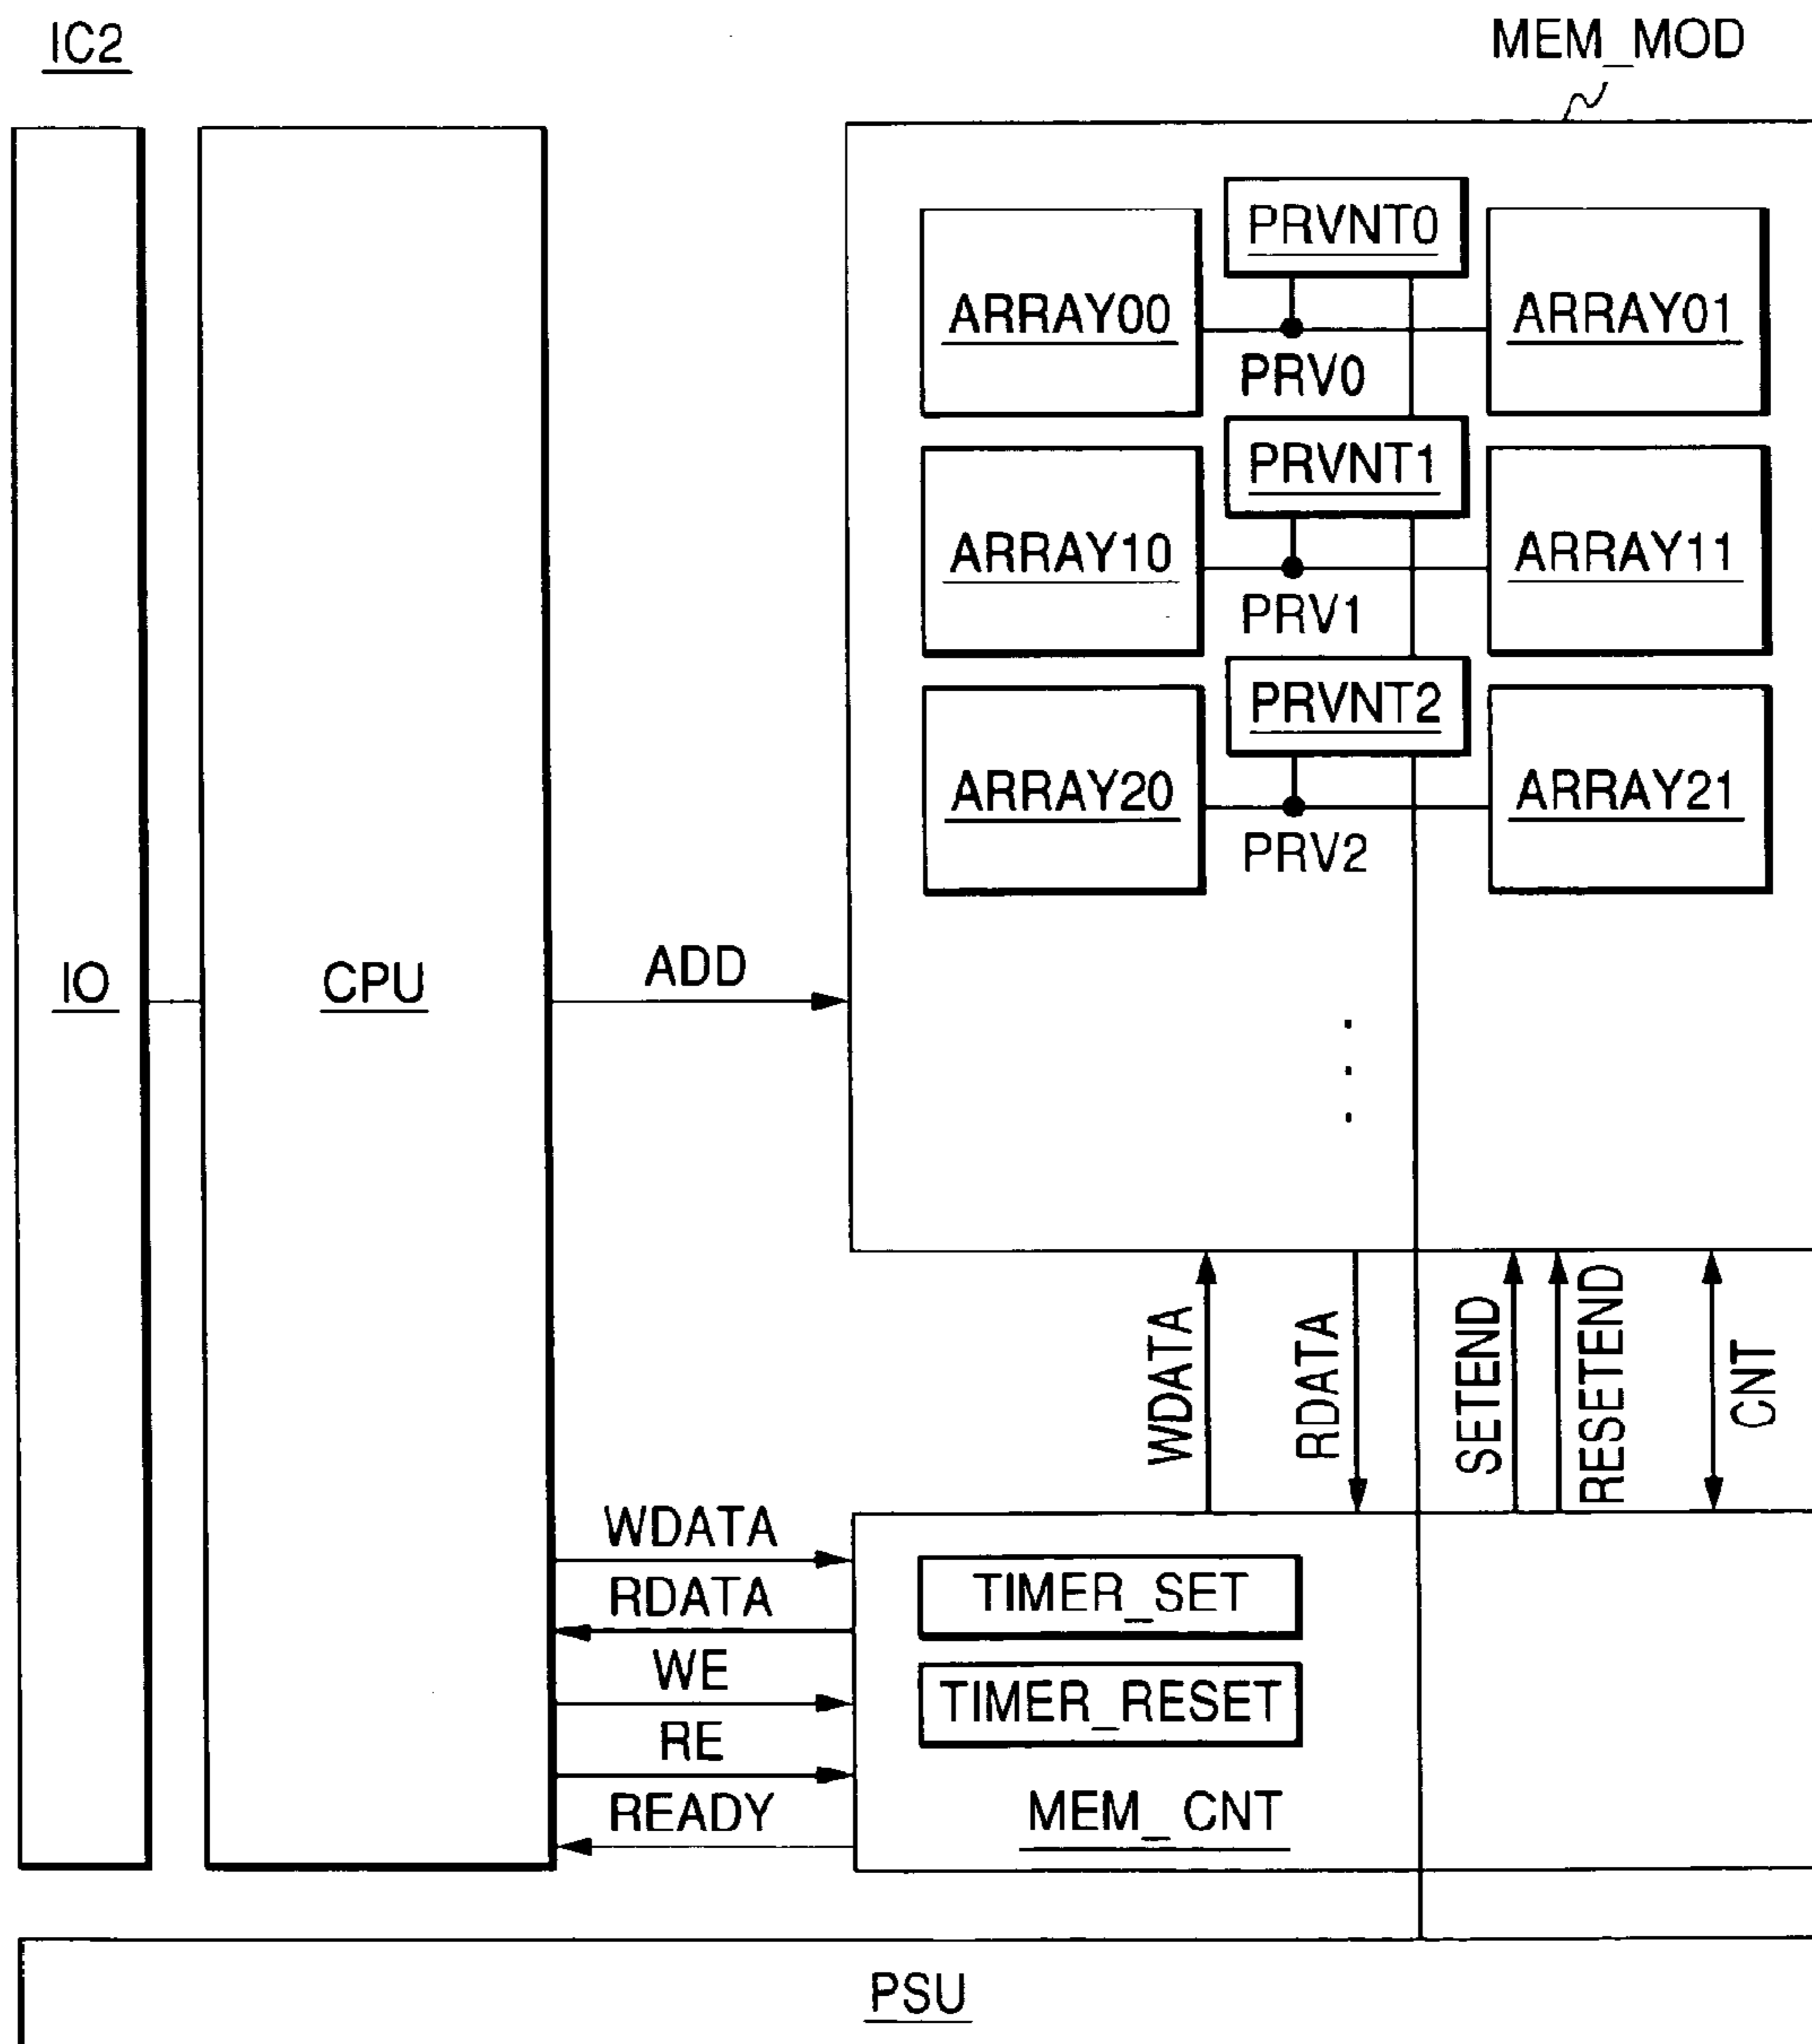 IC2
MEM_MOD
PRVNT0
ARRAY00
ARRAY01
PRV0
PRVNT1
ARRAY10
ARRAY11
PRV1
PRVNT2
ARRAY20
ARRAY21
PRV2
IO
CPU
ADD
WDATA
RDATA
SETEND
RESETEND
CNT
WDATA
RDATA
WE
RE
READY
TIMER_SET
TIMER_RESET
MEM_CNT
PSU